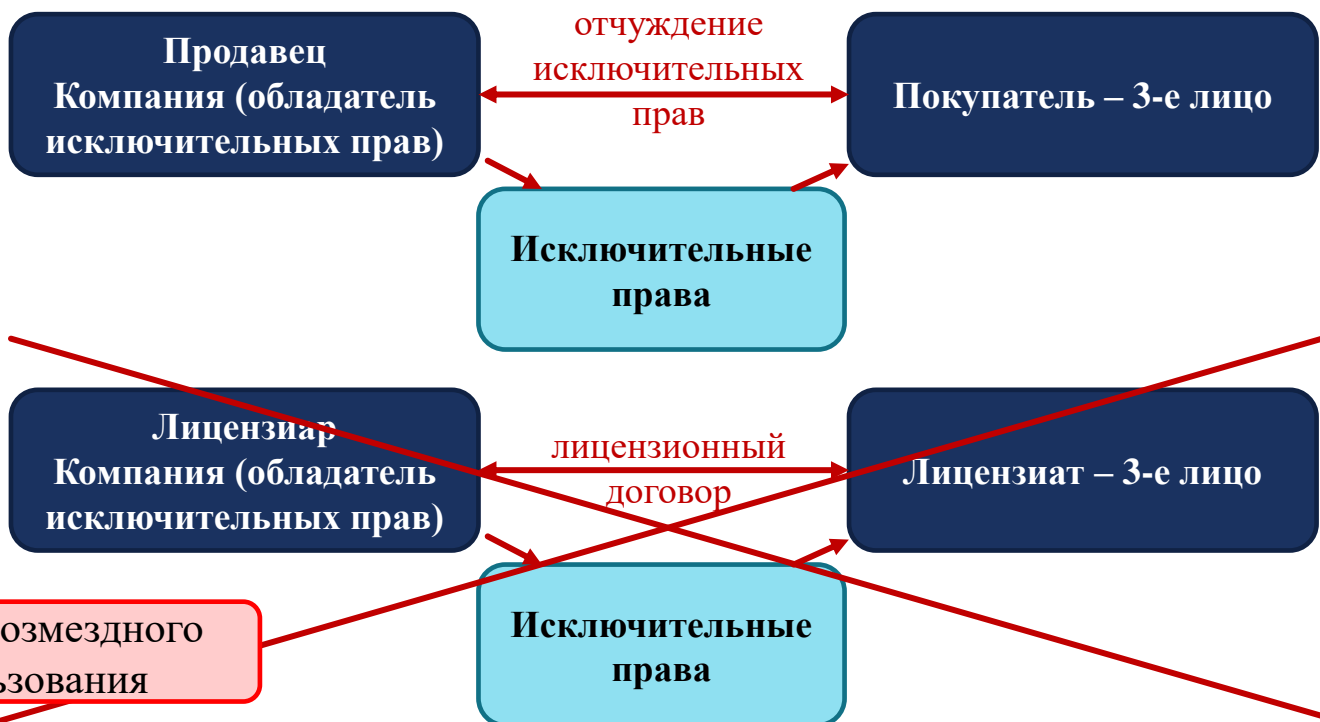 Продавец
Компания (обладатель
исключительных прав)
отчуждение
исключительных
прав
Покупатель – 3-е лицо
Исключительные
права
Лицензиар
Компания (обладатель
исключительных прав)
лицензионный
договор
Лицензиат – 3-е лицо
Исключительные
права
озмездного
ьзования